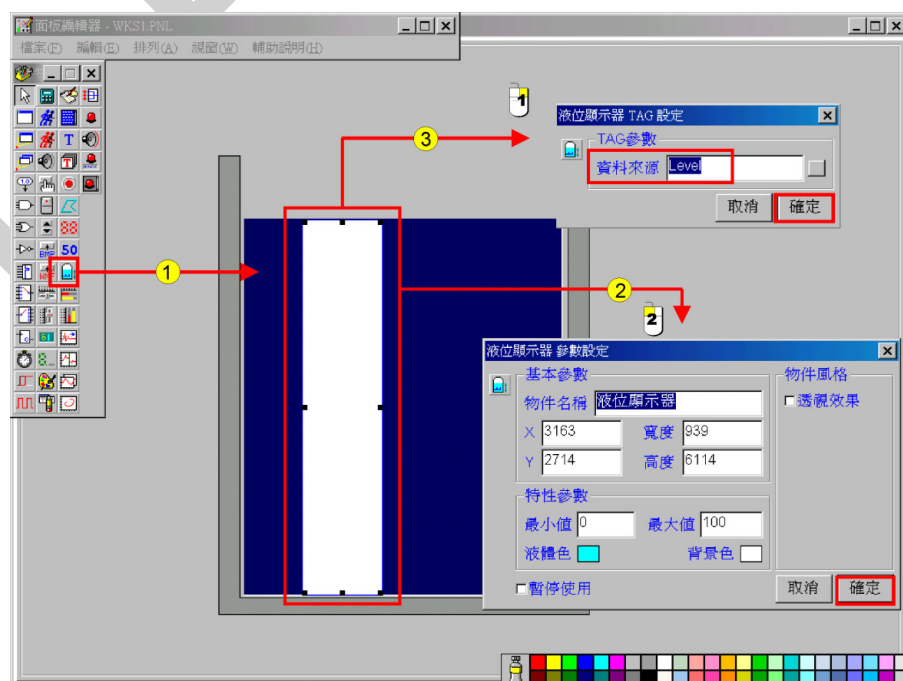 面板編輯器 - WKS1.PNL
檔案(F) 編輯(E) 排列(A) 視窗(W) 輔助說明(H)
T
1.0
88
BMP 50
WMF
1
3
1
液位顯示器 TAG 設定
TAG參數
資料來源 Level
取消 確定
2
2
液位顯示器 參數設定
基本參數
物件名稱 液位顯示器
X 3163 寬度 939
Y 2714 高度 6114
特性參數
最小值 0 最大值 100
液體色 背景色
暫停使用
物件風格
透視效果
取消 確定